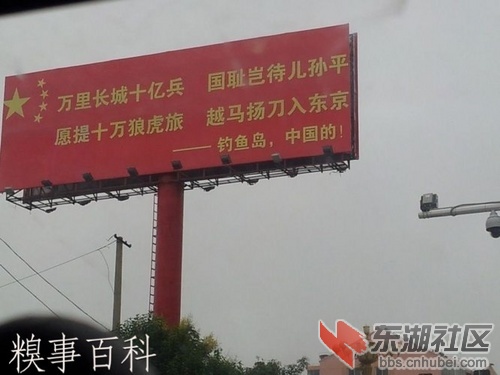 万里长城十亿兵 国耻岂待儿孙平
愿提十万狼虎旅 越马扬刀入东京
—— 钓鱼岛，中国的！
糗事百科
东湖社区
bbs.cnhubei.com